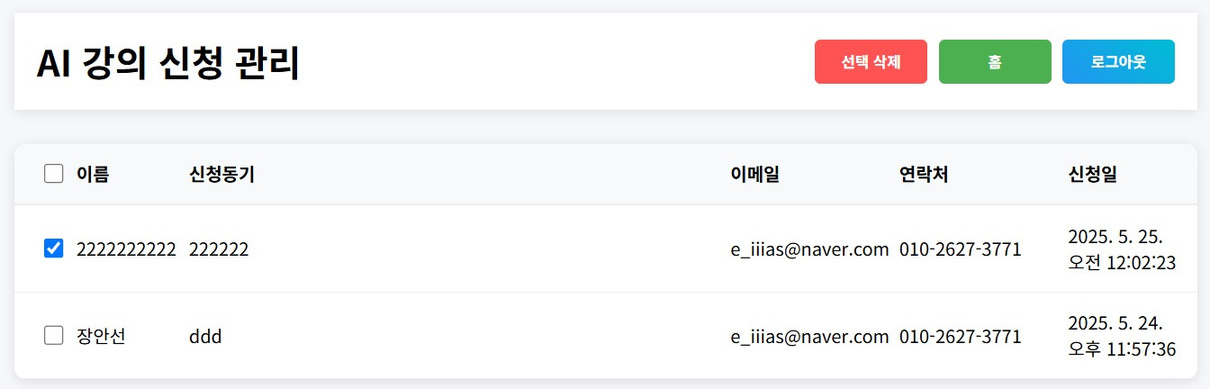 AI 강의 신청 관리
선택 삭제 홈 로그아웃
이름 신청동기 이메일 연락처 신청일
2222222222 222222 e_iiias@naver.com 010-2627-3771 2025. 5. 25.
오전 12:02:23
장안선 ddd e_iiias@naver.com 010-2627-3771 2025. 5. 24.
오후 11:57:36